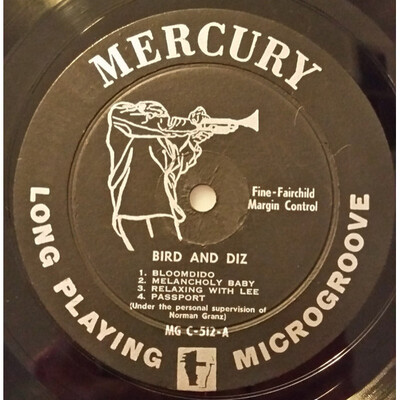 MERCURY
Fine-Fairchild
Margin Control
BIRD AND DIZ
1. BLOOMDIDO
2. MELANCHOLY BABY
3. RELAXING WITH LEE
4. PASSPORT
(Under the personal supervision of
Norman Granz)
MG C-512-A
LONG PLAYING MICROGROOVE